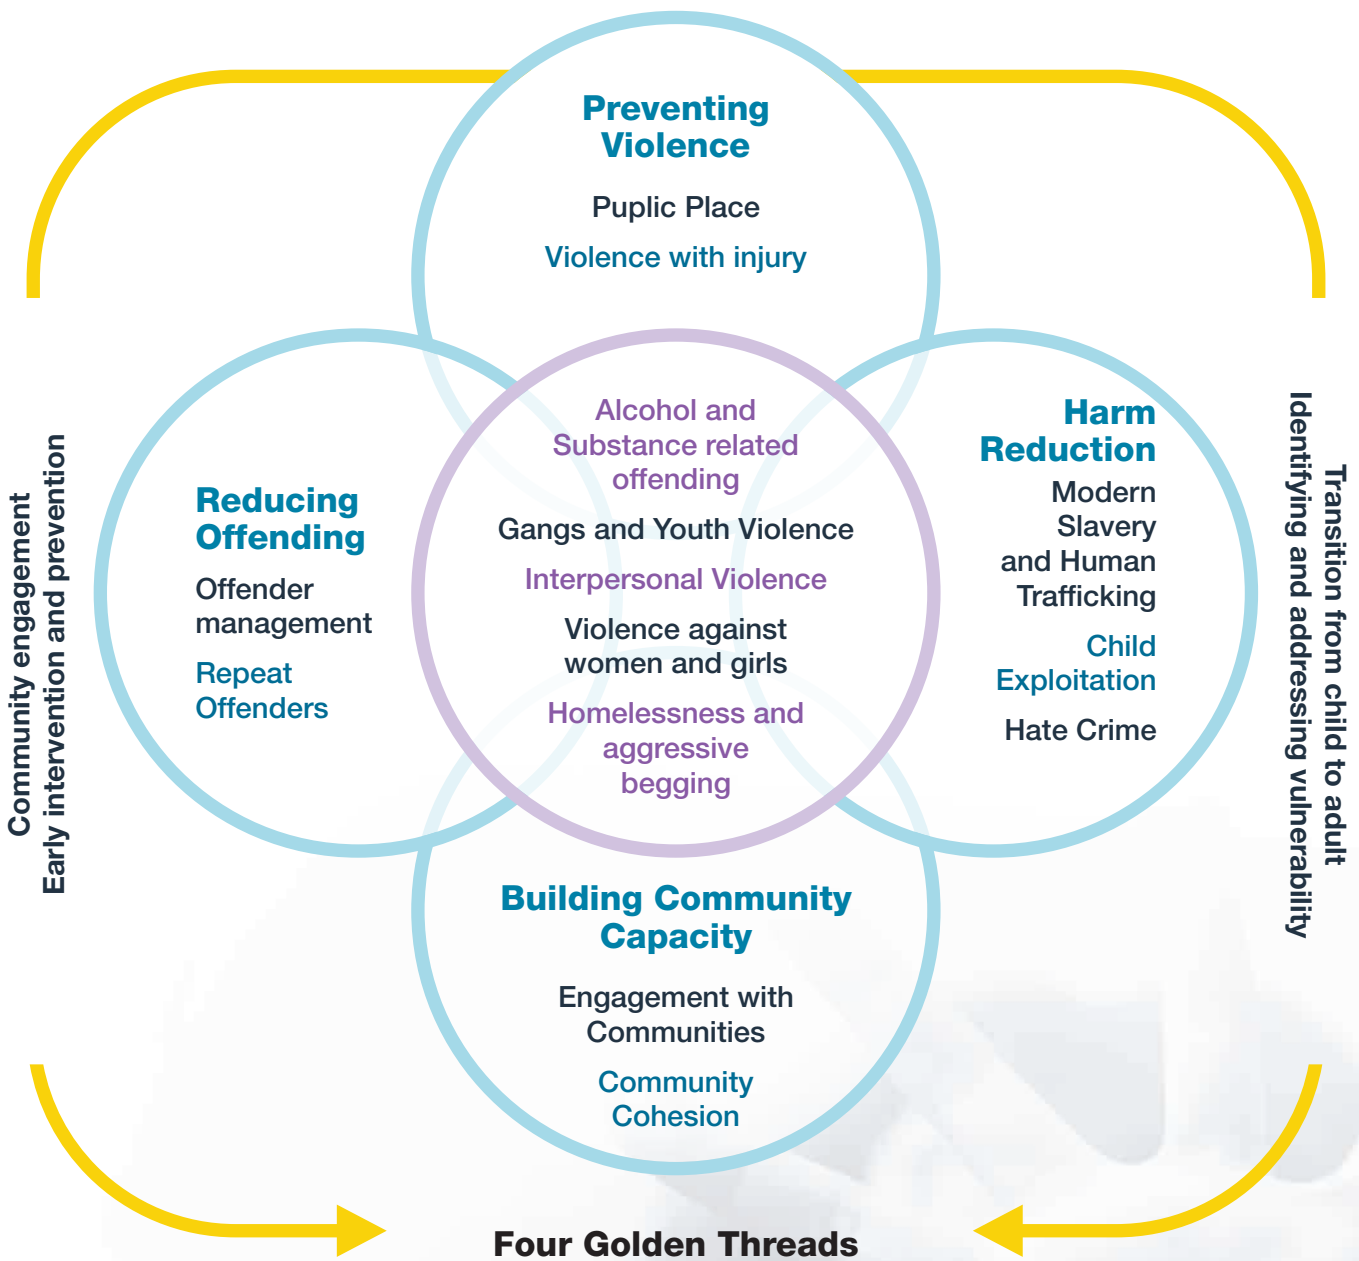 Preventing
Violence
Puplic Place
Violence with injury
Community engagement
Early intervention and prevention
Reducing
Offending
Offender
management
Repeat
Offenders
Alcohol and
Substance related
offending
Gangs and Youth Violence
Interpersonal Violence
Violence against
women and girls
Homelessness and
aggressive
begging
Harm
Reduction
Modern
Slavery
and Human
Trafficking
Child
Exploitation
Hate Crime
Transition from child to adult
Identifying and addressing vulnerability
Building Community
Capacity
Engagement with
Communities
Community
Cohesion
Four Golden Threads